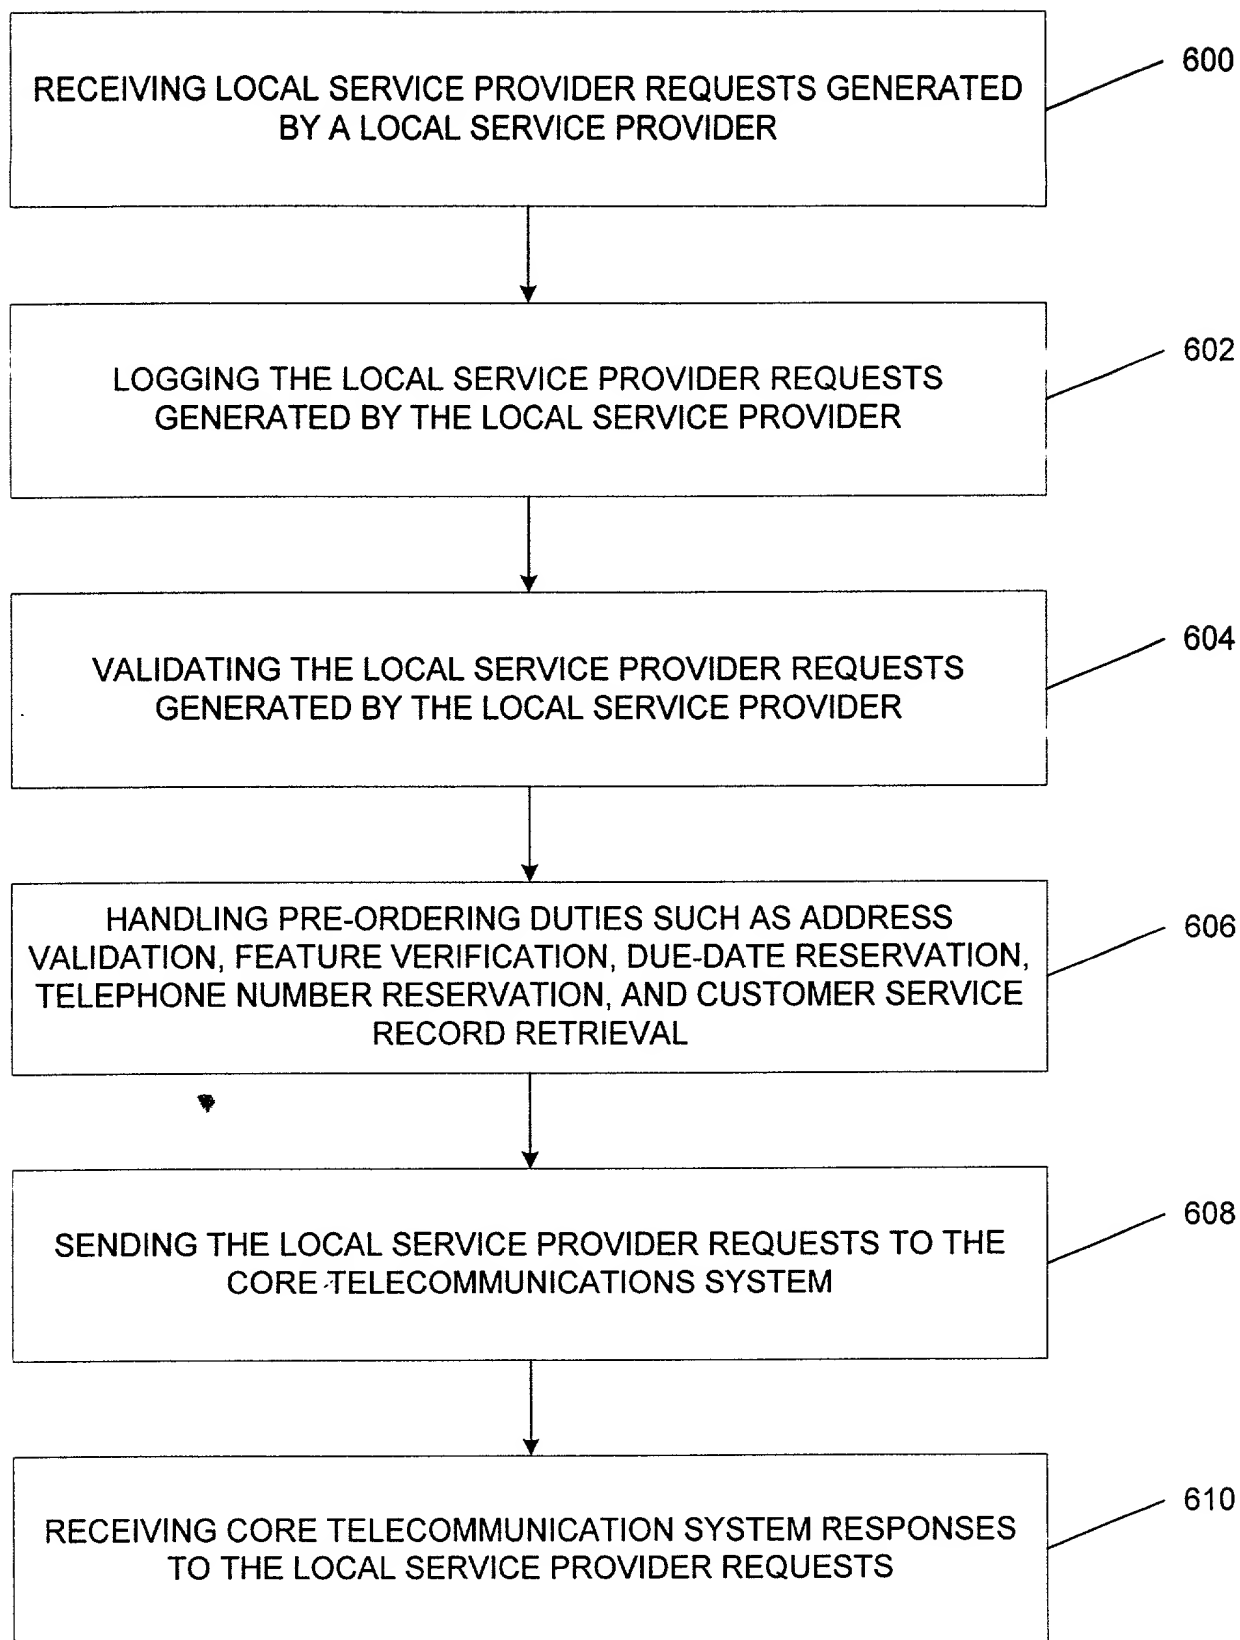 RECEIVING LOCAL SERVICE PROVIDER REQUESTS GENERATED
BY A LOCAL SERVICE PROVIDER
600
LOGGING THE LOCAL SERVICE PROVIDER REQUESTS
GENERATED BY THE LOCAL SERVICE PROVIDER
602
VALIDATING THE LOCAL SERVICE PROVIDER REQUESTS
GENERATED BY THE LOCAL SERVICE PROVIDER
604
HANDLING PRE-ORDERING DUTIES SUCH AS ADDRESS
VALIDATION, FEATURE VERIFICATION, DUE-DATE RESERVATION,
TELEPHONE NUMBER RESERVATION, AND CUSTOMER SERVICE
RECORD RETRIEVAL
606
SENDING THE LOCAL SERVICE PROVIDER REQUESTS TO THE
CORE TELECOMMUNICATIONS SYSTEM
608
RECEIVING CORE TELECOMMUNICATION SYSTEM RESPONSES
TO THE LOCAL SERVICE PROVIDER REQUESTS
610